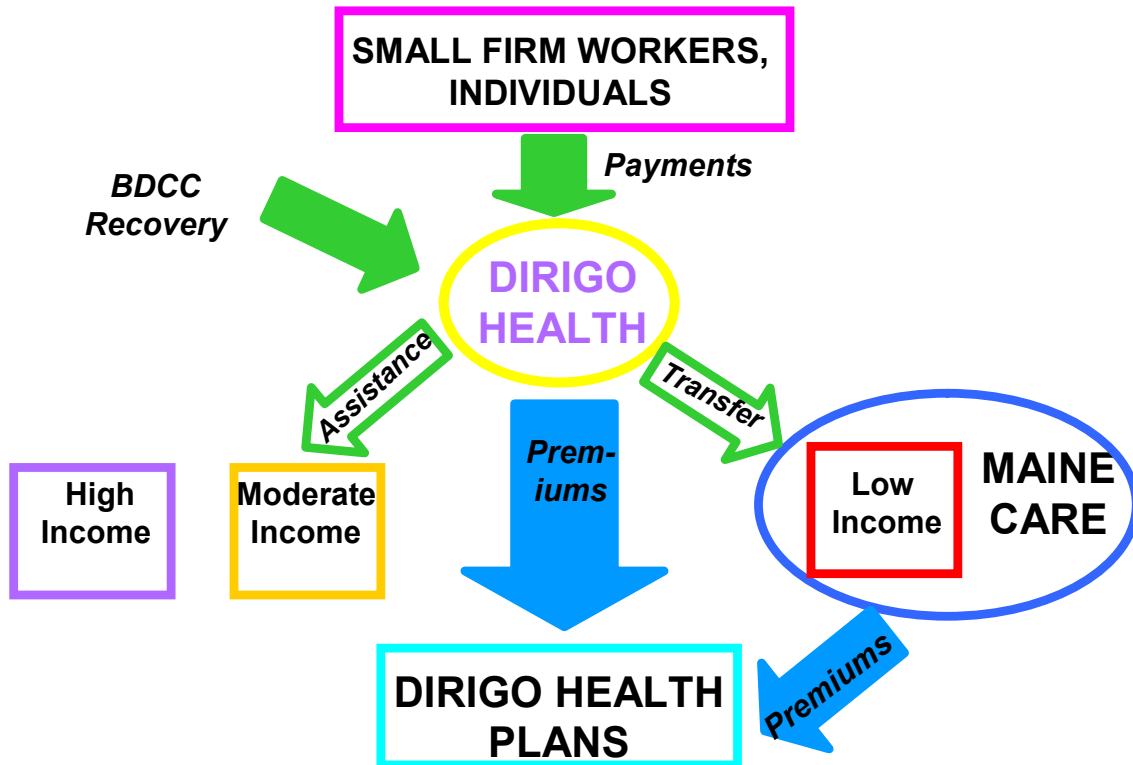 SMALL FIRM WORKERS,
INDIVIDUALS
Payments
BDCC
Recovery
DIRIGO
HEALTH
Assistance
Transfer
Prem-
iums
High
Income
Moderate
Income
Low
Income
MAINE
CARE
Premiums
DIRIGO HEALTH
PLANS